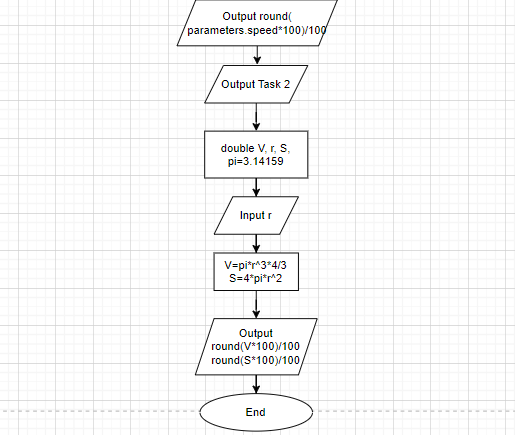 Output round(
parameters.speed*100)/100
Output Task 2
double V, r, S,
pi=3.14159
Input r
V=pi*r^3*4/3
S=4*pi*r^2
Output
round(V*100)/100
round(S*100)/100
End